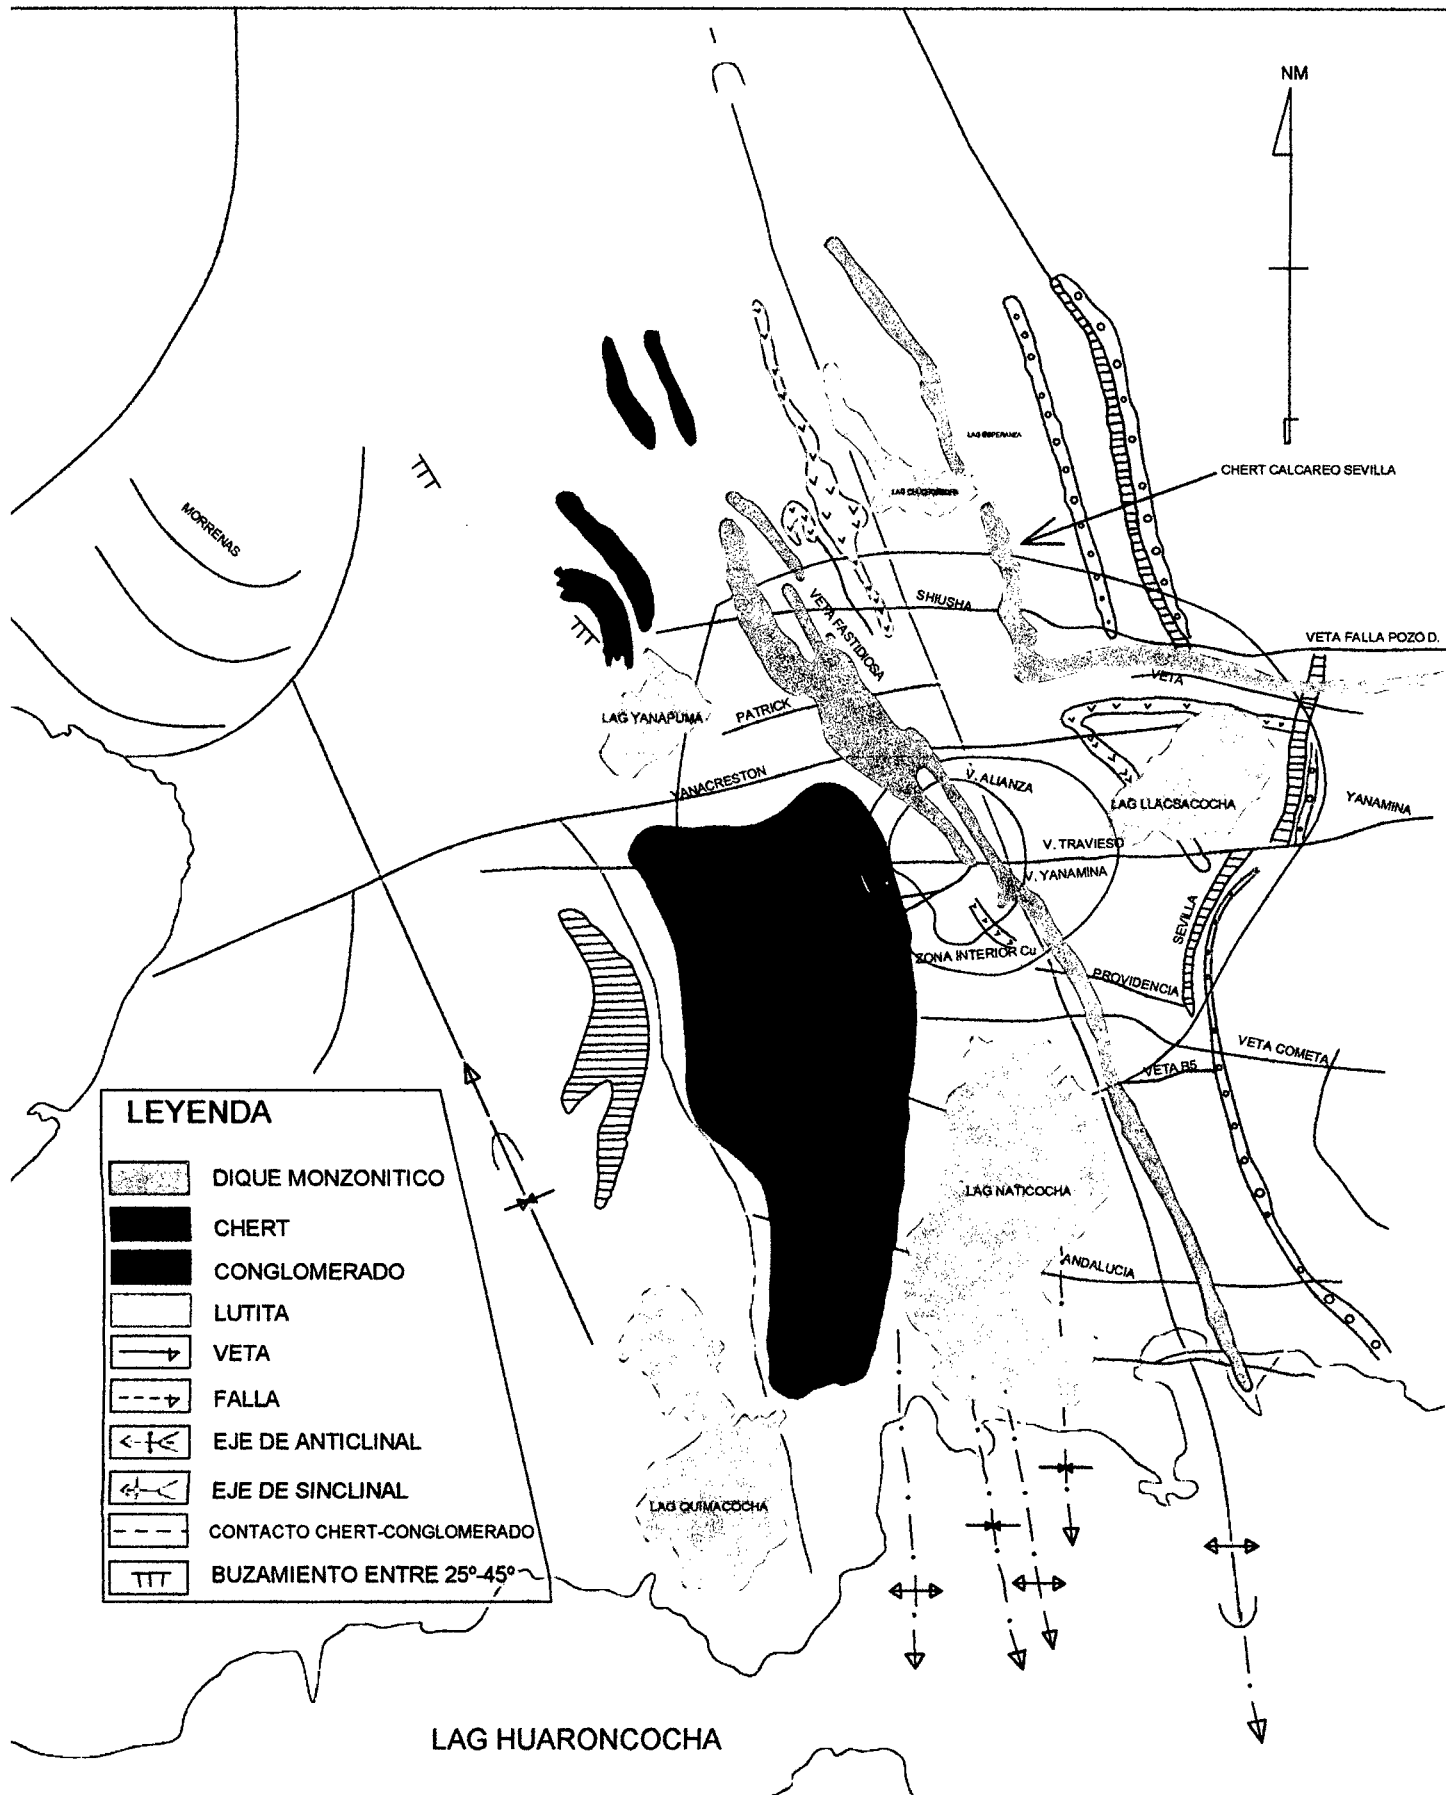 NM
LAG ESPERANZA
CHERT CALCAREO SEVILLA
MORRENAS
SHIUSHA
VETA FASTIDIOSA
VETA FALLA POZO D.
VETA
LAG YANAPUMA
PATRICK
YANACRESTON
V. ALIANZA
LAG LLACSACOCHA
YANAMINA
V. TRAVIESO
V. YANAMINA
SEVILLA
ZONA INTERIOR Cu
PROVIDENCIA
VETA COMETA
VETA B5
LAG NATICOCHA
ANDALUCIA
LAG QUIMACOCHA
LEYENDA
DIQUE MONZONITICO
CHERT
CONGLOMERADO
LUTITA
VETA
FALLA
EJE DE ANTICLINAL
EJE DE SINCLINAL
CONTACTO CHERT-CONGLOMERADO
BUZAMIENTO ENTRE 25º-45º
LAG HUARONCOCHA